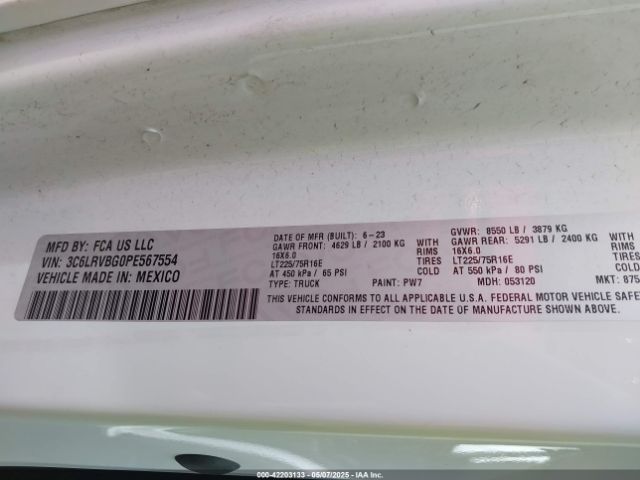 MFD BY: FCA US LLC
VIN: 3C6LRVBG0PE567554
VEHICLE MADE IN: MEXICO
DATE OF MFR (BUILT): 6-23 GVWR: 8550 LB / 3879 KG
GAWR FRONT: 4629 LB / 2100 KG WITH GAWR REAR: 5291 LB / 2400 KG WITH
16X6.0 RIMS 16X6.0 RIMS
LT225/75R16E TIRES LT225/75R16E TIRES
AT 450 kPa / 65 PSI COLD AT 550 kPa / 80 PSI COLD
TYPE: TRUCK PAINT: PW7 MDH: 053120 MKT: 875
THIS VEHICLE CONFORMS TO ALL APPLICABLE U.S.A. FEDERAL MOTOR VEHICLE SAFE
STANDARDS IN EFFECT ON THE DATE OF MANUFACTURE SHOWN ABOVE.
000-42203133 - 05/07/2025 - Copyright © IAA, Inc.